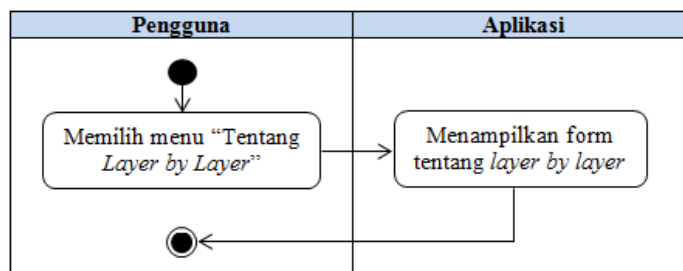 Pengguna
Aplikasi
Memilih menu “Tentang
Layer by Layer”
Menampilkan form
tentang layer by layer